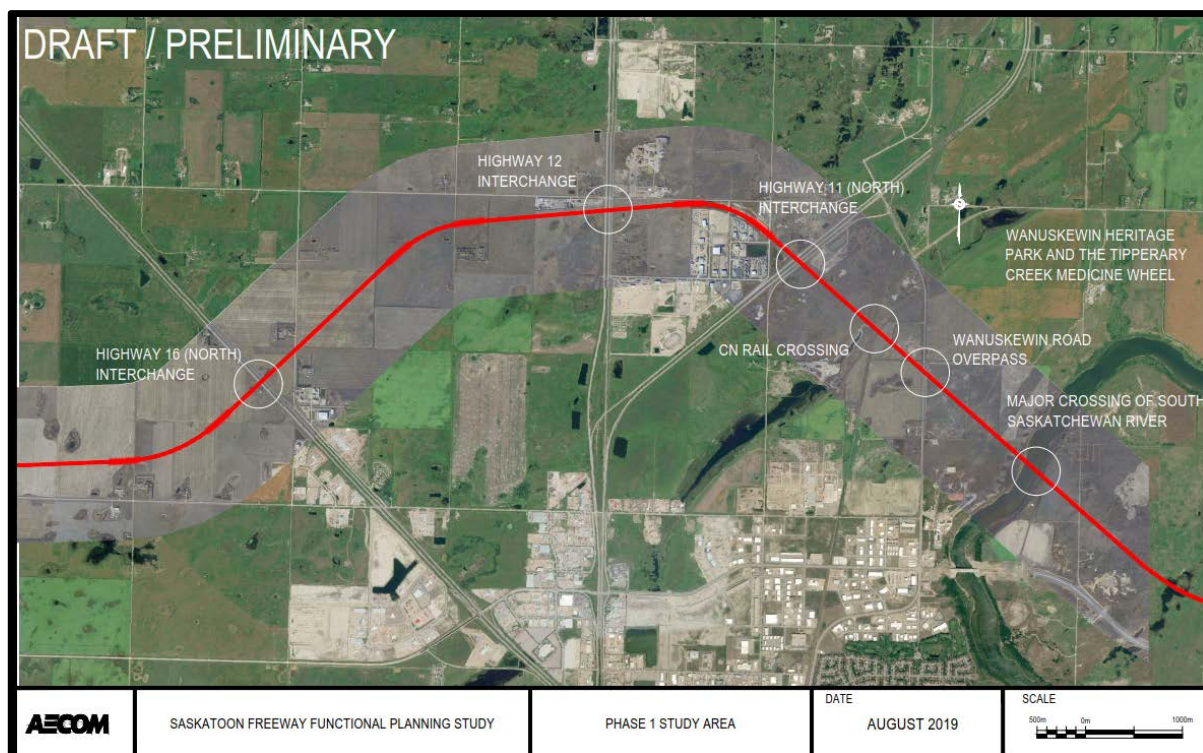 DRAFT / PRELIMINARY
HIGHWAY 12
INTERCHANGE
HIGHWAY 11 (NORTH)
INTERCHANGE
WANUSKEWIN HERITAGE
PARK AND THE TIPPERARY
CREEK MEDICINE WHEEL
HIGHWAY 16 (NORTH)
INTERCHANGE
CN RAIL CROSSING
WANUSKEWIN ROAD
OVERPASS
MAJOR CROSSING OF SOUTH
SASKATCHEWAN RIVER
AECOM
SASKATOON FREEWAY FUNCTIONAL PLANNING STUDY
PHASE 1 STUDY AREA
DATE
AUGUST 2019
SCALE
500m 0m 1000m